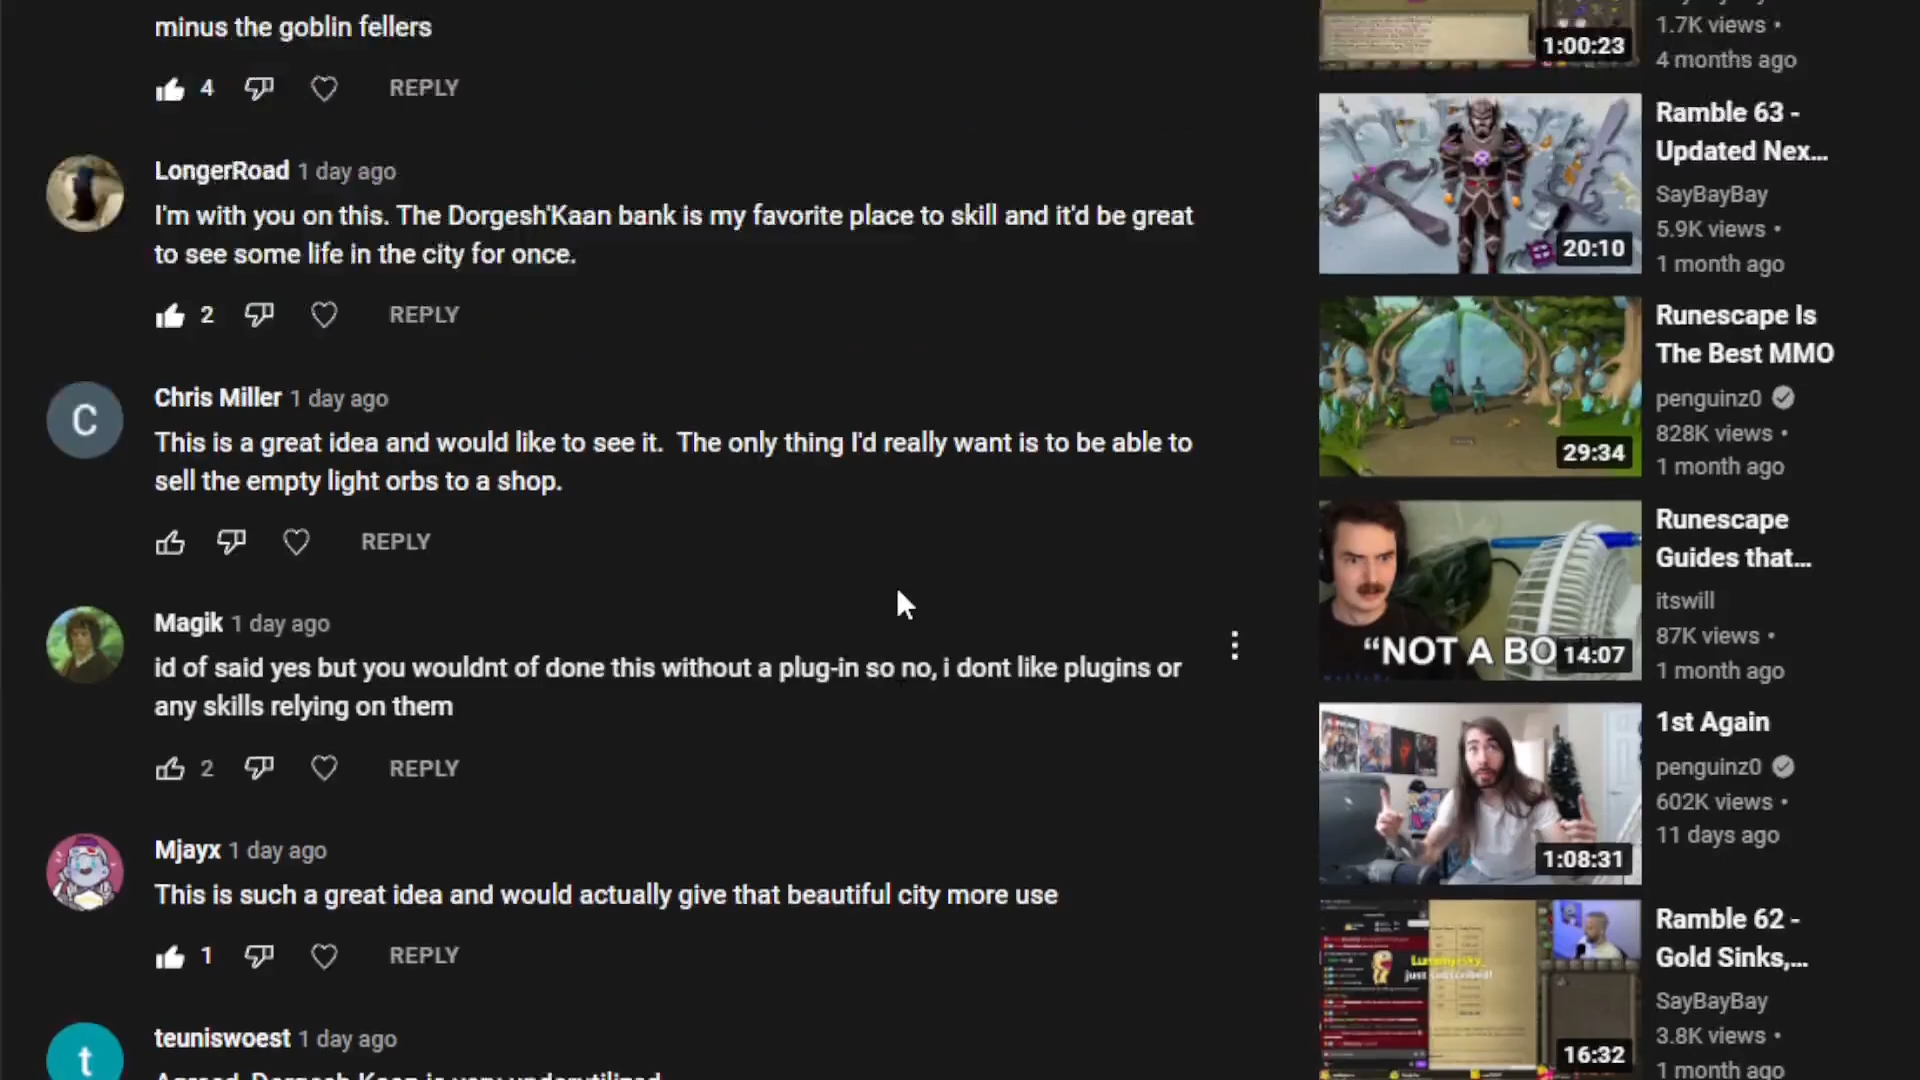 minus the goblin fellers
4 REPLY
LongerRoad 1 day ago
I'm with you on this. The Dorgesh'Kaan bank is my favorite place to skill and it'd be great
to see some life in the city for once.
2 REPLY
Chris Miller 1 day ago
C
This is a great idea and would like to see it. The only thing I'd really want is to be able to
sell the empty light orbs to a shop.
REPLY
Magik 1 day ago
id of said yes but you wouldnt of done this without a plug-in so no, i dont like plugins or
any skills relying on them
2 REPLY
Mjayx 1 day ago
This is such a great idea and would actually give that beautiful city more use
1 REPLY
teuniswoest 1 day ago
t
1:00:23
1.7K views •
4 months ago
20:10
Ramble 63 -
Updated Nex...
SayBayBay
5.9K views •
1 month ago
29:34
Runescape Is
The Best MMO
penguinz0
828K views •
1 month ago
“NOT A BO
14:07
Runescape
Guides that...
itswill
87K views •
1 month ago
1:08:31
1st Again
penguinz0
602K views •
11 days ago
just subscribed!
16:32
Ramble 62 -
Gold Sinks,...
SayBayBay
3.8K views •
1 month ago